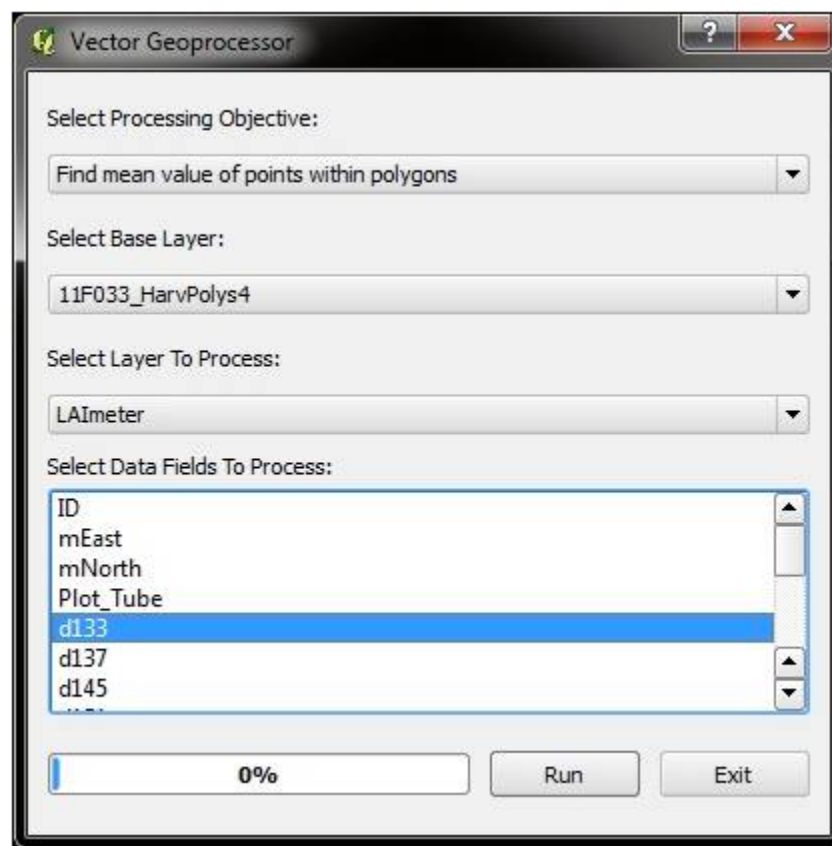 Vector Geoprocessor
Select Processing Objective:
Find mean value of points within polygons
Select Base Layer:
11F033_HarvPolys4
Select Layer To Process:
LAImeter
Select Data Fields To Process:
ID
mEast
mNorth
Plot_Tube
d133
d137
d145
0%
Run
Exit